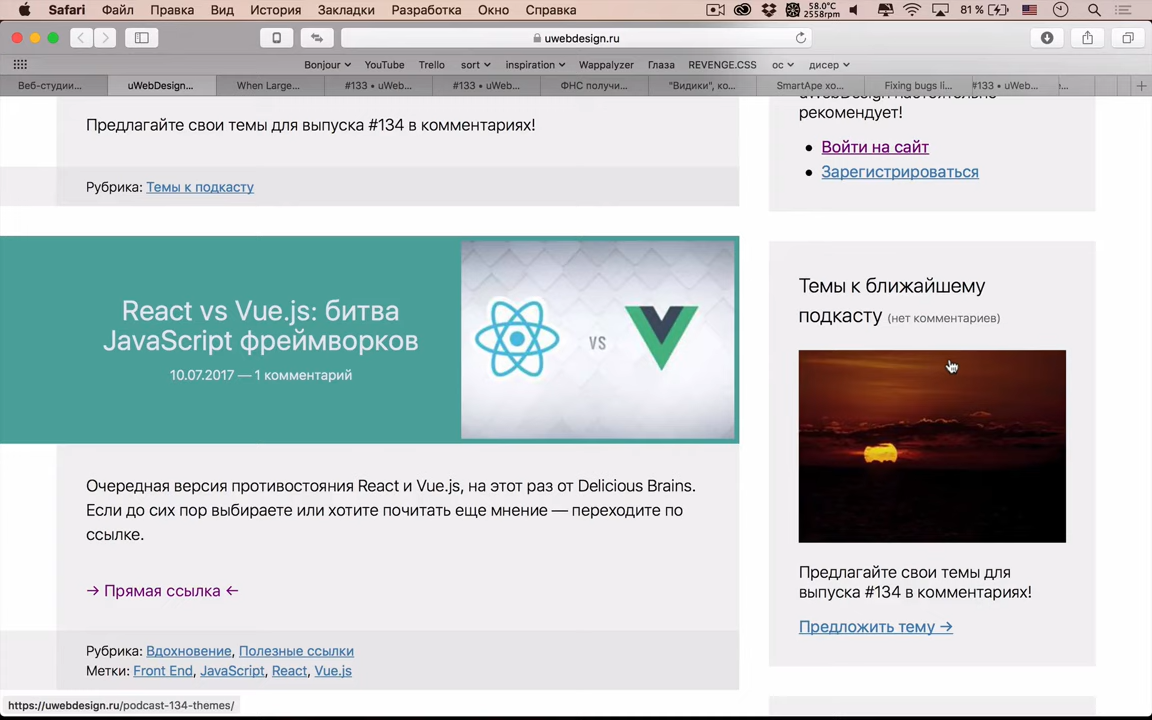 Safari Файл Правка Вид История Закладки Разработка Окно Справка 58.0°C 2558rpm 81 %
uwebdesign.ru
Bonjour YouTube Trello sort inspiration Wappalyzer Глаза REVENGE.CSS ос дисер
Веб-студии... uWebDesign... When Large... #133 • uWeb... #133 • uWeb... ФНС получи... "Видики", ко... SmartApe хо... Fixing bugs li... #133 • uWeb...
Предлагайте свои темы для выпуска #134 в комментариях!
Рубрика: Темы к подкасту
React vs Vue.js: битва
JavaScript фреймворков
10.07.2017 — 1 комментарий
VS
Очередная версия противостояния React и Vue.js, на этот раз от Delicious Brains.
Если до сих пор выбираете или хотите почитать еще мнение — переходите по
ссылке.
→ Прямая ссылка ←
Рубрика: Вдохновение, Полезные ссылки
Метки: Front End, JavaScript, React, Vue.js
uWebDesign настоятельно
рекомендует!
Войти на сайт
Зарегистрироваться
Темы к ближайшему
подкасту (нет комментариев)
Предлагайте свои темы для
выпуска #134 в комментариях!
Предложить тему →
https://uwebdesign.ru/podcast-134-themes/